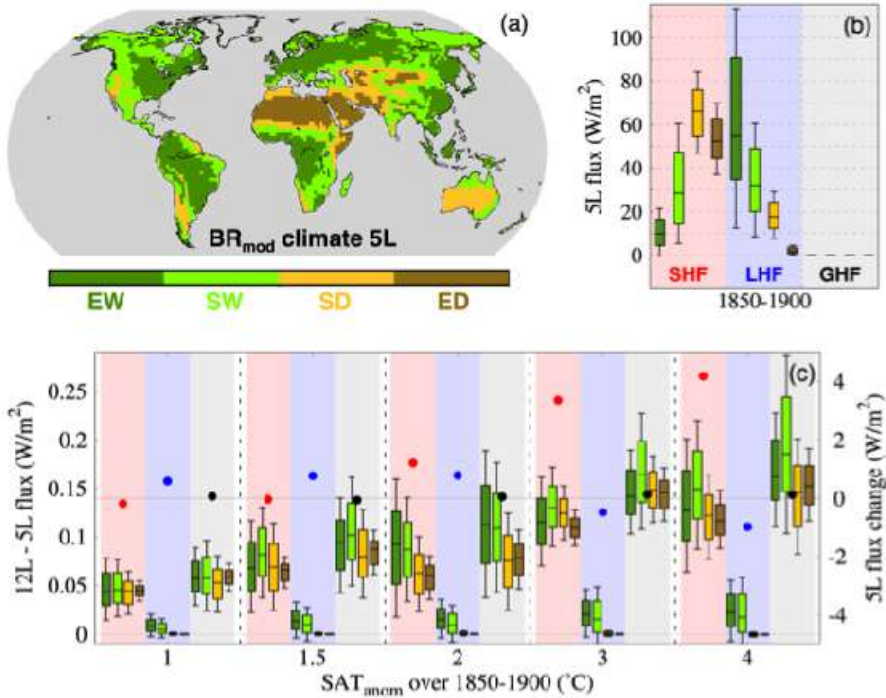 (a)
BRmod climate 5L
EW SW SD ED
(b)
5L flux (W/m²)
100
80
60
40
20
0
SHF LHF GHF
1850-1900
(c)
12L - 5L flux (W/m²)
0.25
0.2
0.15
0.1
0.05
0
5L flux change (W/m²)
4
2
0
-2
-4
1 1.5 2 3 4
SATanom over 1850-1900 (°C)